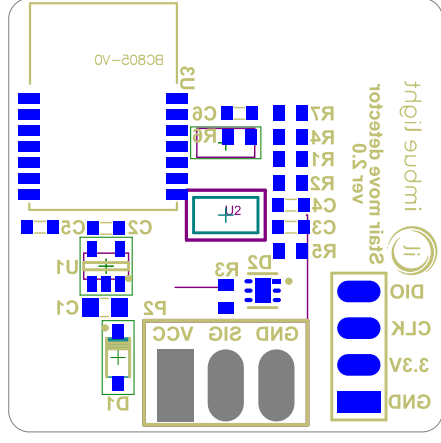 BC805-V0
U3
C6
R7
R6
R4
R1
R2
U2
C4
C3
C5
C2
R5
U1
R3
D2
C1
P2
VCC
SIG
GND
D1
Stair move detector
ver 2.0
imbue light
Ji
DIO
CLK
3.3V
GND